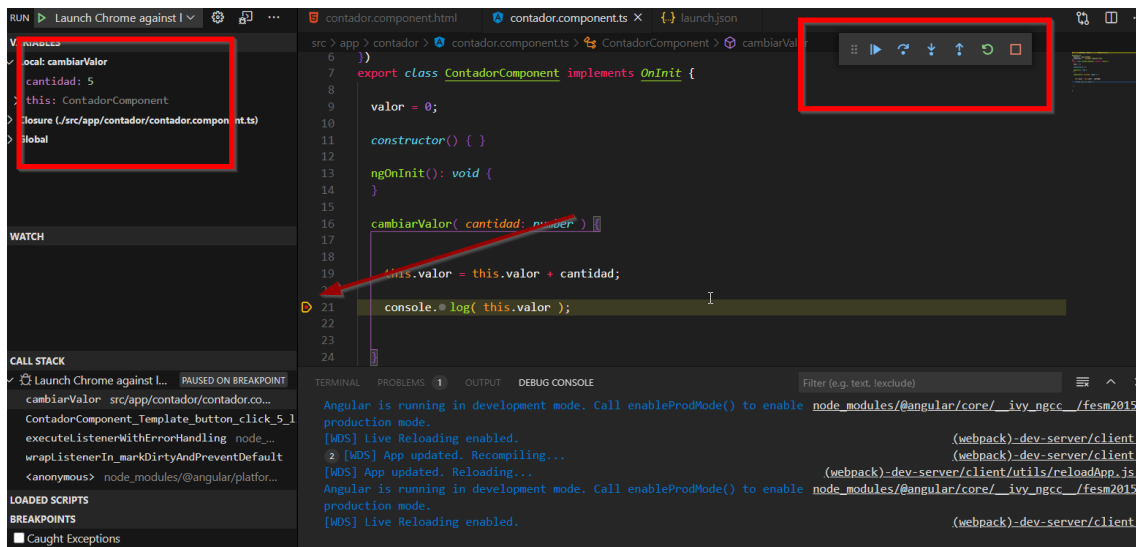 RUN Launch Chrome against l
VARIABLES
Local: cambiarValor
cantidad: 5
this: ContadorComponent
Closure (./src/app/contador/contador.component.ts)
Global
WATCH
CALL STACK
Launch Chrome against l... PAUSED ON BREAKPOINT
cambiarValor src/app/contador/contador.co...
ContadorComponent_Template_button_click_5_l
executeListenerWithErrorHandling node_...
wrapListenerIn_markDirtyAndPreventDefault
<anonymous> node_modules/@angular/platfor...
LOADED SCRIPTS
BREAKPOINTS
Caught Exceptions
contador.component.html contador.component.ts launch.json
src > app > contador > contador.component.ts > ContadorComponent > cambiarValor
6 })
7 export class ContadorComponent implements OnInit {
8
9 valor = 0;
10
11 constructor() { }
12
13 ngOnInit(): void {
14 }
15
16 cambiarValor( cantidad: number ) {
17
18
19 this.valor = this.valor + cantidad;
21 console. log( this.valor );
22
23
24 }
TERMINAL PROBLEMS 1 OUTPUT DEBUG CONSOLE Filter (e.g. text, !exclude)
Angular is running in development mode. Call enableProdMode() to enable node_modules/@angular/core/__ivy_ngcc__/fesm2015
production mode.
[WDS] Live Reloading enabled. (webpack)-dev-server/client
2 [WDS] App updated. Recompiling... (webpack)-dev-server/client
[WDS] App updated. Reloading... (webpack)-dev-server/client/utils/reloadApp.js
Angular is running in development mode. Call enableProdMode() to enable node_modules/@angular/core/__ivy_ngcc__/fesm2015
production mode.
[WDS] Live Reloading enabled. (webpack)-dev-server/client